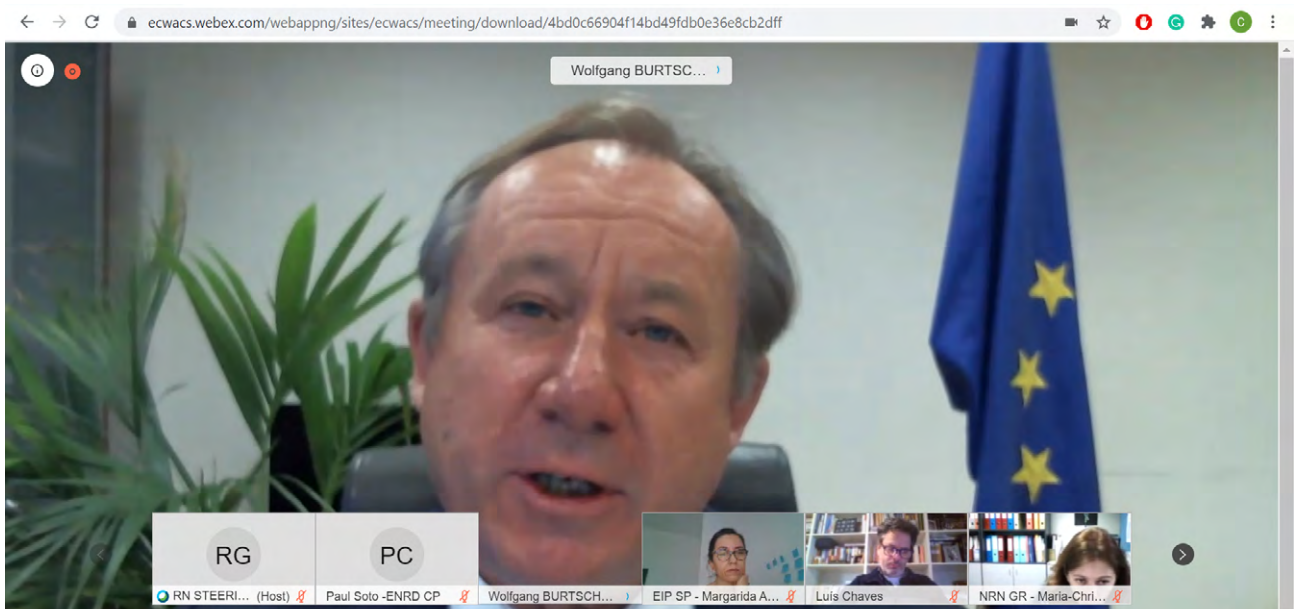 ecwacs.webex.com/webappng/sites/ecwacs/meeting/download/4bd0c66904f14bd49fdb0e36e8cb2dff
C
Wolfgang BURTSC...
RG
PC
RN STEERI... (Host)
Paul Soto -ENRD CP
Wolfgang BURTSCH...
EIP SP - Margarida A...
Luis Chaves
NRN GR - Maria-Chri...